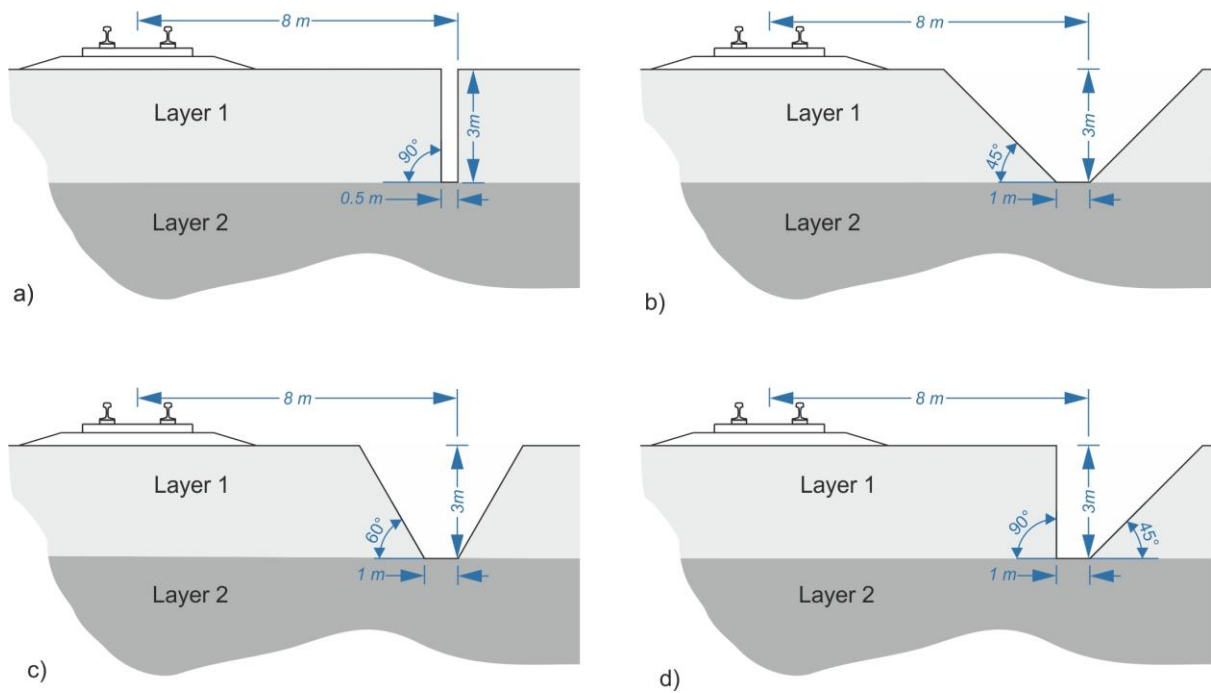 8 m
Layer 1
90°
3m
0.5 m
Layer 2
a)
8 m
Layer 1
45°
3m
1 m
Layer 2
b)
8 m
Layer 1
60°
3m
1 m
Layer 2
c)
8 m
Layer 1
90°
3m
45°
1 m
Layer 2
d)